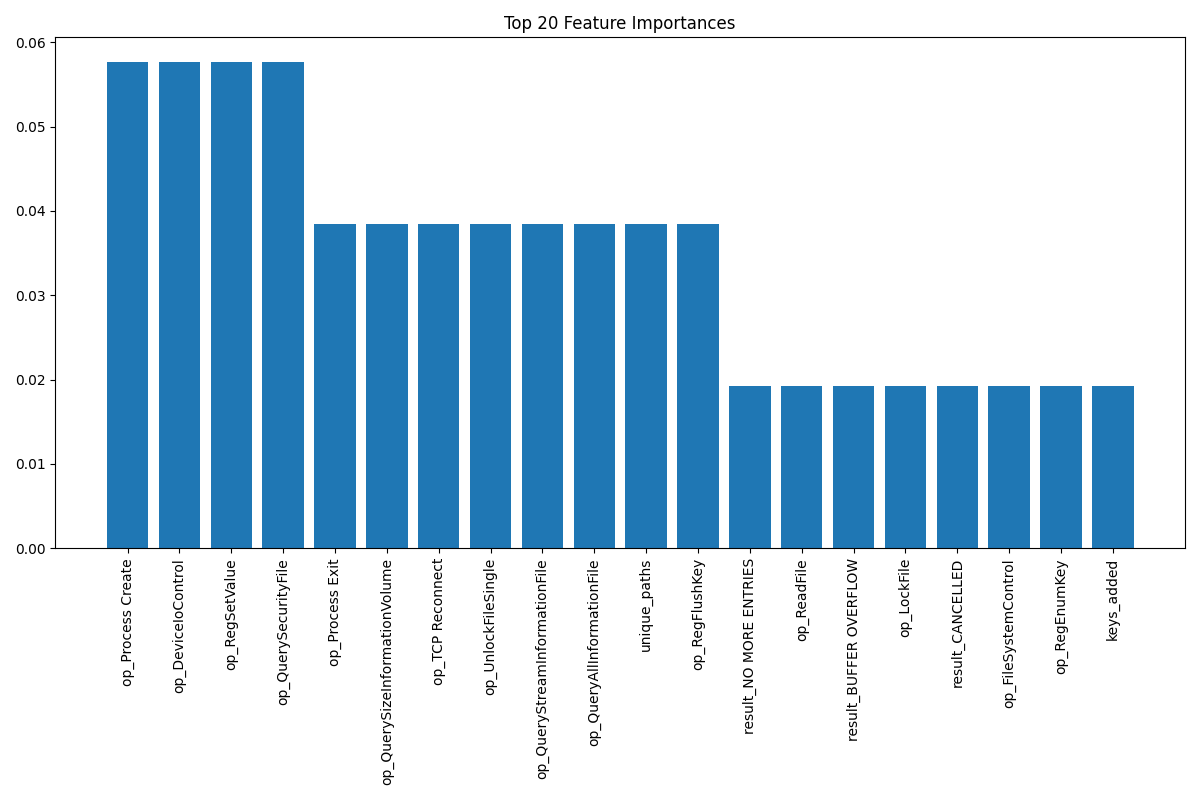 Top 20 Feature Importances
0.06
0.05
0.04
0.03
0.02
0.01
0.00
op_Process Create
op_DeviceIoControl
op_RegSetValue
op_QuerySecurityFile
op_Process Exit
op_QuerySizeInformationVolume
op_TCP Reconnect
op_UnlockFileSingle
op_QueryStreamInformationFile
op_QueryAllInformationFile
unique_paths
op_RegFlushKey
result_NO MORE ENTRIES
op_ReadFile
result_BUFFER OVERFLOW
op_LockFile
result_CANCELLED
op_FileSystemControl
op_RegEnumKey
keys_added